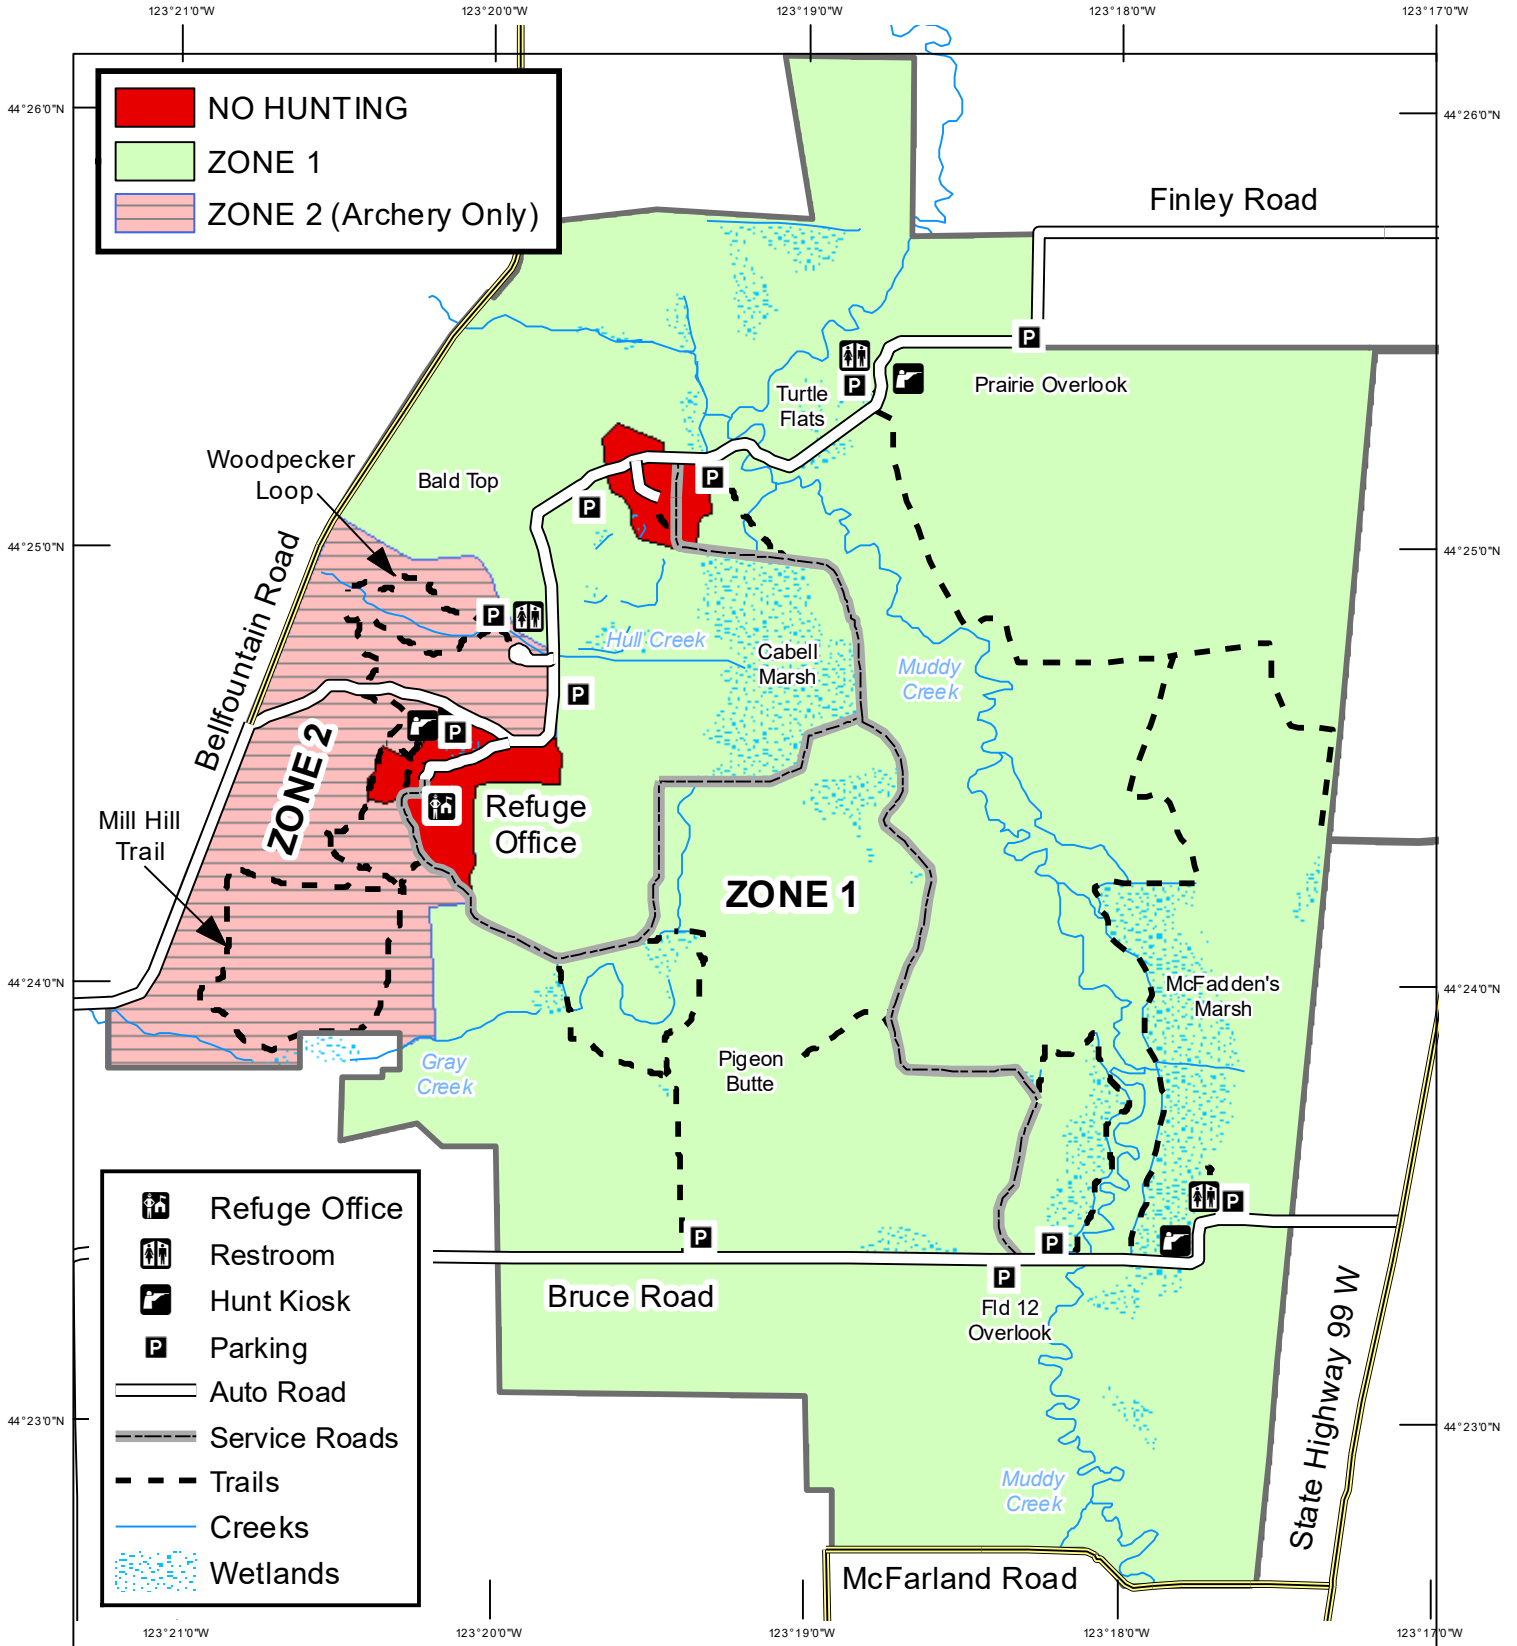 123°21'0"W
123°20'0"W
123°19'0"W
123°18'0"W
123°17'0"W
44°26'0"N
44°26'0"N
NO HUNTING
ZONE 1
ZONE 2 (Archery Only)
Finley Road
P
P
Prairie Overlook
Turtle
Flats
Woodpecker
Loop
Bald Top
P
P
44°25'0"N
44°25'0"N
Bellfountain Road
P
Hull Creek
Cabell
Marsh
Muddy
Creek
P
P
ZONE 2
Refuge
Office
Mill Hill
Trail
ZONE 1
44°24'0"N
44°24'0"N
McFadden's
Marsh
Gray
Creek
Pigeon
Butte
P
P
P
P
Bruce Road
Fld 12
Overlook
State Highway 99 W
Refuge Office
Restroom
Hunt Kiosk
P
Parking
Auto Road
Service Roads
Trails
Creeks
Wetlands
44°23'0"N
44°23'0"N
Muddy
Creek
McFarland Road
123°21'0"W
123°20'0"W
123°19'0"W
123°18'0"W
123°17'0"W